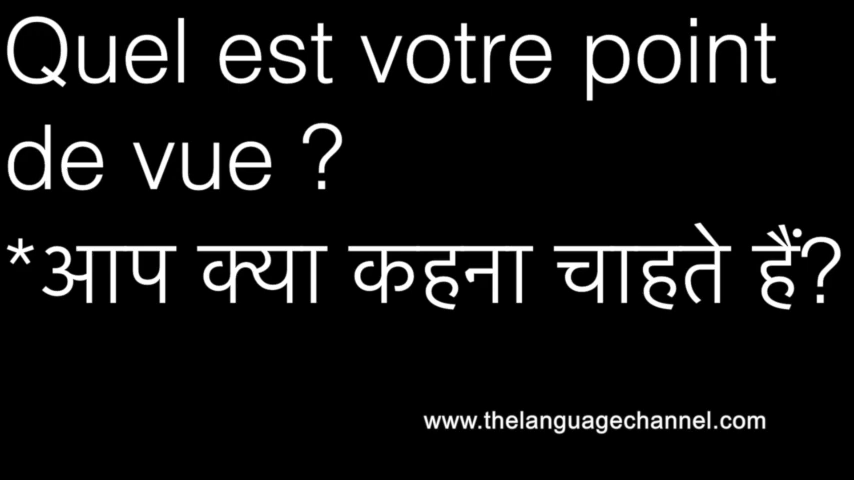 Quel est votre point
de vue ?
*आप क्या कहना चाहते हैं?
www.thelanguagechannel.com